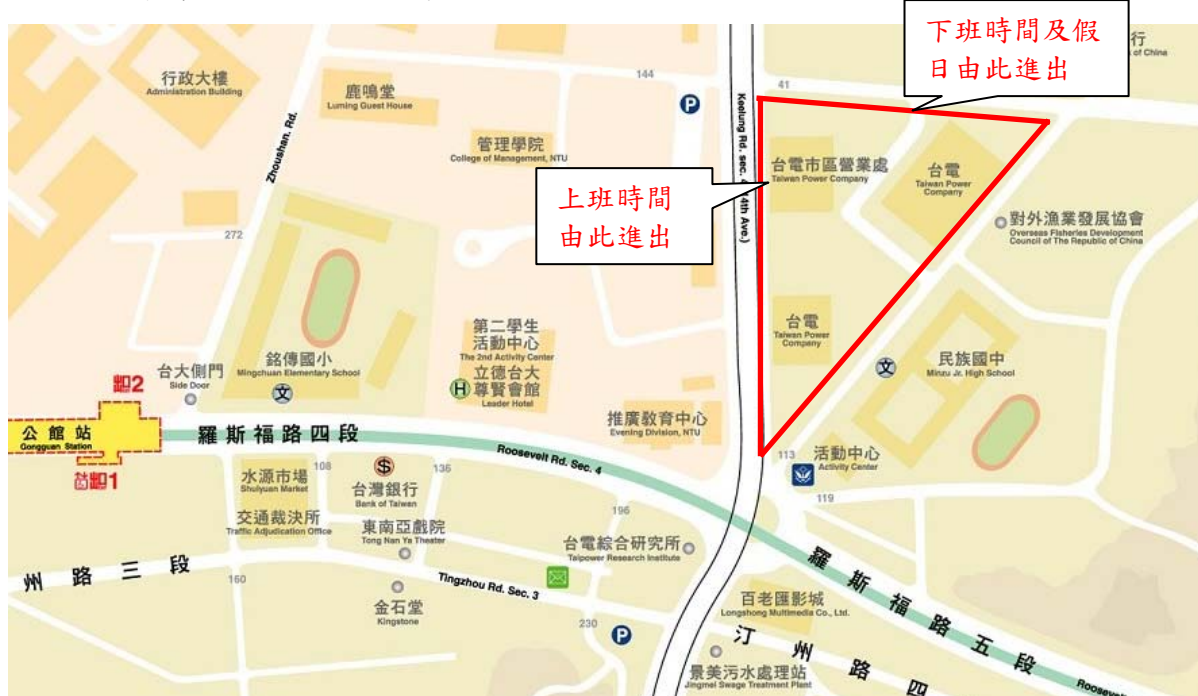 下班時間及假
日由此進出
行
of China
行政大樓
Administration Building
鹿鳴堂
Luming Guest House
144
41
管理學院
College of Management, NTU
Zhoushan. Rd.
Keelung Rd. sec. 4
4th Ave.)
台電市區營業處
Taiwan Power Company
台電
Taiwan Power
Company
上班時間
由此進出
對外漁業發展協會
Overseas Fisheries Development
Council of The Republic of China
272
第二學生
活動中心
The 2nd Activity Center
立德台大
尊賢會館
Leader Hotel
台電
Taiwan Power
Company
民族國中
Minzu Jr. High School
文
台大側門
Side Door
銘傳國小
Mingchuan Elementary School
文
H
推廣教育中心
Evening Division, NTU
出口2
公館站
Gongguan Station
出口1
羅斯福路四段
Roosevelt Rd. Sec. 4
113
活動中心
Activity Center
119
水源市場
Shuiyuan Market
108
$
136
台灣銀行
Bank of Taiwan
196
交通裁決所
Traffic Adjudication Office
東南亞戲院
Tong Nan Ya Theater
台電綜合研究所
Taipower Research Institute
州路三段
160
Tingzhou Rd. Sec. 3
金石堂
Kingstone
230
P
P
百老匯影城
Longshong Multimedia Co., Ltd.
羅斯福路五段
Roosev
汀州路四
景美污水處理站
Jingmei Swage Treatment Plant